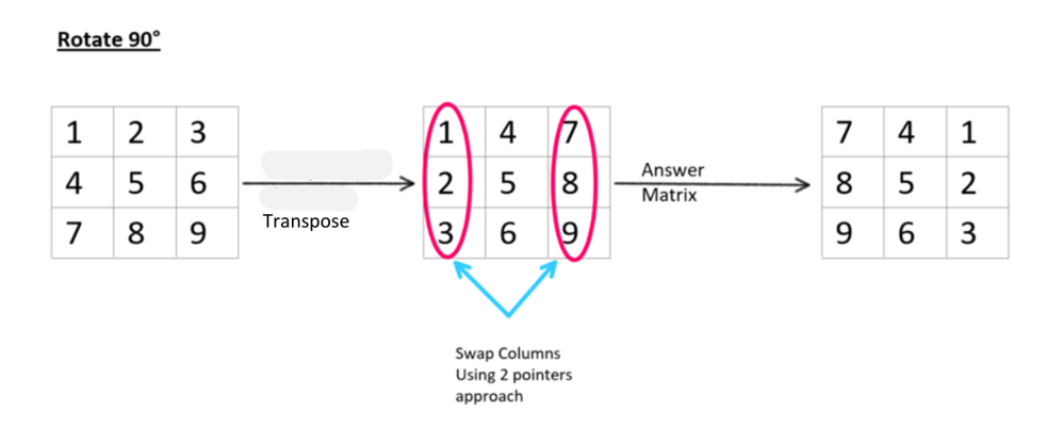 Rotate 90°
1 2 3
4 5 6
7 8 9
Transpose
1 4 7
2 5 8
3 6 9
Swap Columns
Using 2 pointers
approach
Answer
Matrix
7 4 1
8 5 2
9 6 3